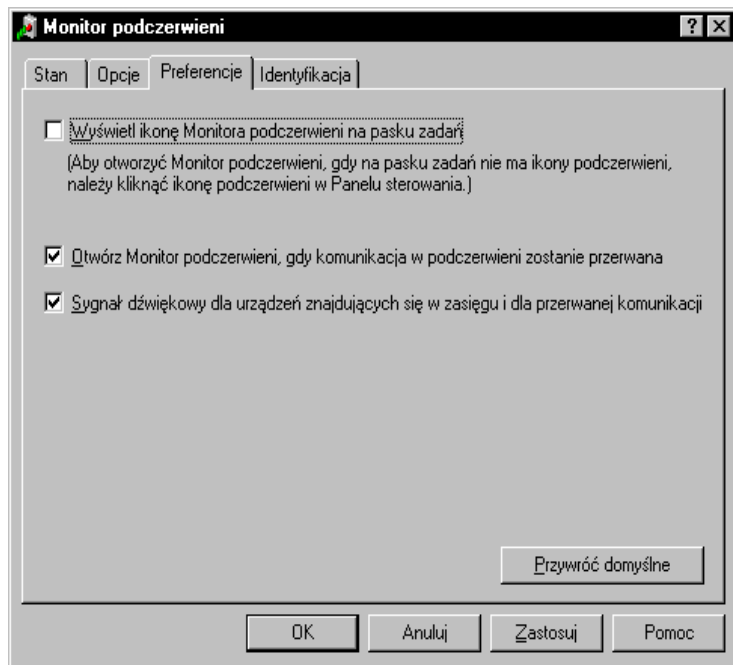 Monitor podczerwieni
Stan Opcje Preferencje Identyfikacja
Wyświetl ikonę Monitora podczerwieni na pasku zadań
(Aby otworzyć Monitor podczerwieni, gdy na pasku zadań nie ma ikony podczerwieni,
należy kliknąć ikonę podczerwieni w Panelu sterowania.)
Otwórz Monitor podczerwieni, gdy komunikacja w podczerwieni zostanie przerwana
Sygnał dźwiękowy dla urządzeń znajdujących się w zasięgu i dla przerwanej komunikacji
Przywróć domyślne
OK Anuluj Zastosuj Pomoc